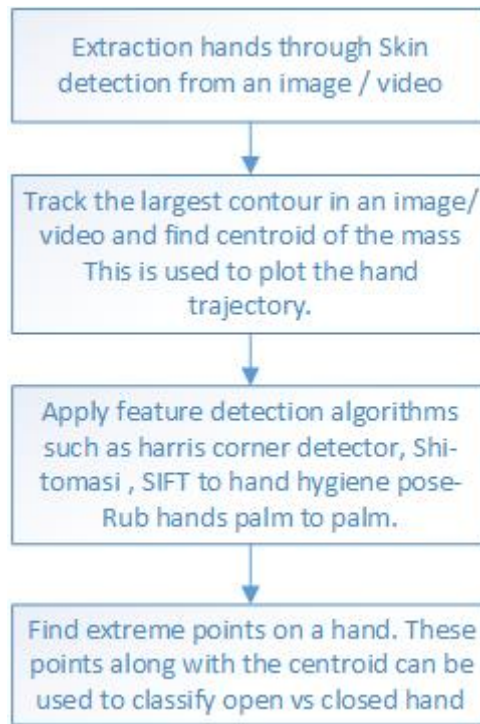 Extraction hands through Skin
detection from an image / video
Track the largest contour in an image/
video and find centroid of the mass
This is used to plot the hand
trajectory.
Apply feature detection algorithms
such as harris corner detector, Shi-
tomasi , SIFT to hand hygiene pose-
Rub hands palm to palm.
Find extreme points on a hand. These
points along with the centroid can be
used to classify open vs closed hand